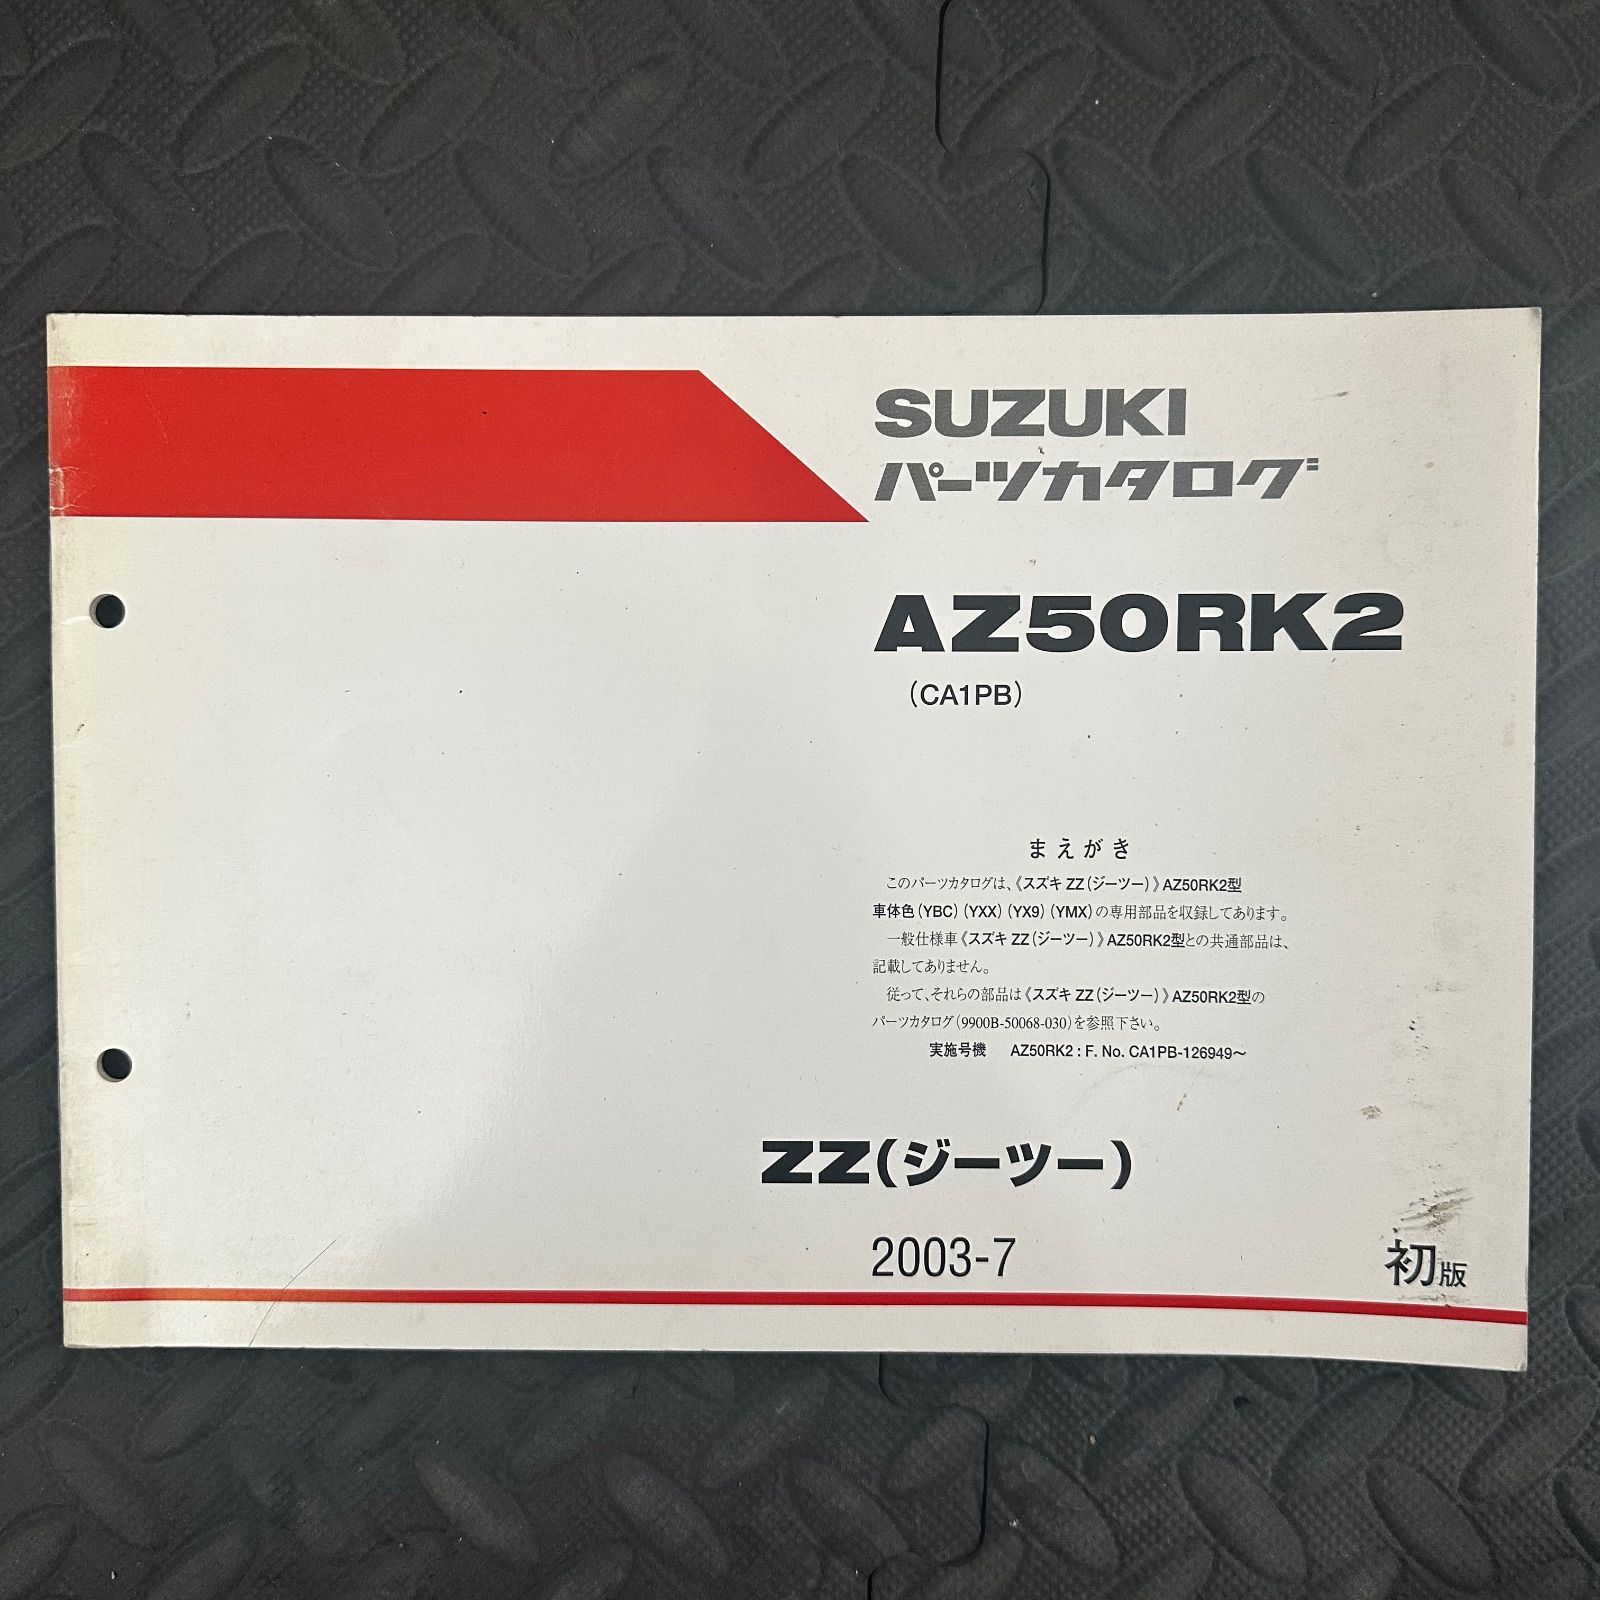 SUZUKI
パーツカタログ
AZ50RK2
(CA1PB)
まえがき
このパーツカタログは、《スズキ ZZ(ジーツー)》AZ50RK2型
車体色(YBC)(YXX)(YX9)(YMX)の専用部品を収録してあります。
一般仕様車《スズキ ZZ(ジーツー)》AZ50RK2型との共通部品は、
記載してありません。
従って、それらの部品は《スズキ ZZ(ジーツー)》AZ50RK2型の
パーツカタログ(9900B-50068-030)を参照下さい。
実施号機 AZ50RK2 : F. No. CA1PB-126949〜
ZZ(ジーツー)
2003-7
初版